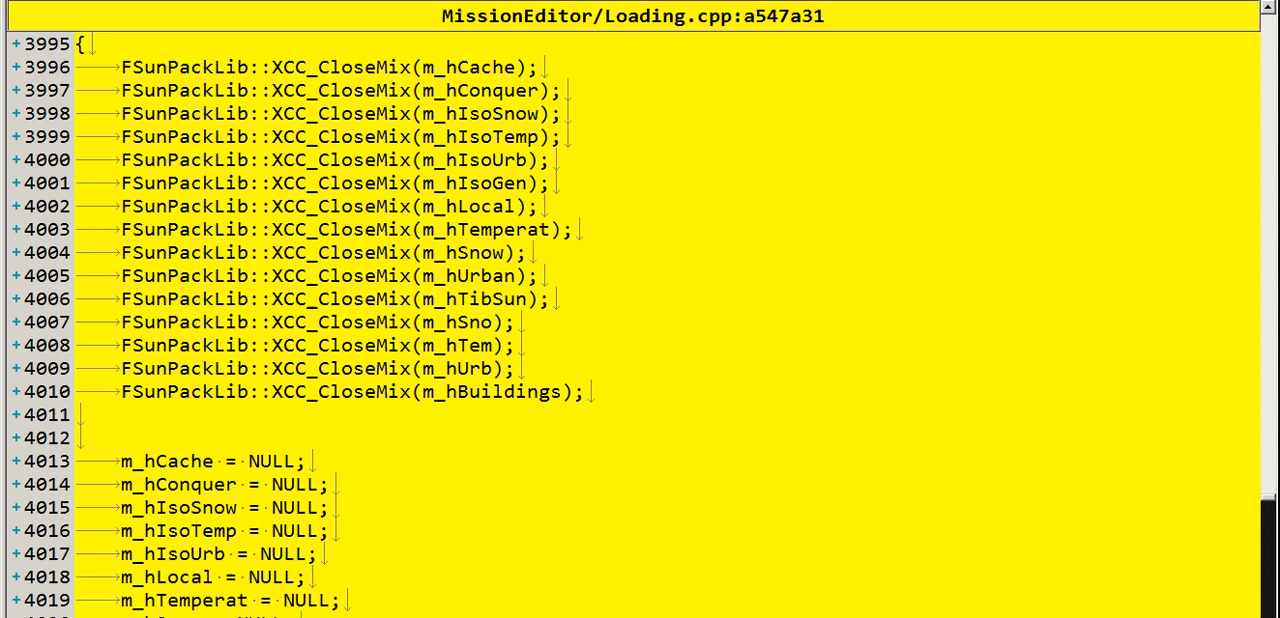 MissionEditor/Loading.cpp:a547a31
+3995 {
+3996 FSunPackLib::XCC_CloseMix(m_hCache);
+3997 FSunPackLib::XCC_CloseMix(m_hConquer);
+3998 FSunPackLib::XCC_CloseMix(m_hIsoSnow);
+3999 FSunPackLib::XCC_CloseMix(m_hIsoTemp);
+4000 FSunPackLib::XCC_CloseMix(m_hIsoUrb);
+4001 FSunPackLib::XCC_CloseMix(m_hIsoGen);
+4002 FSunPackLib::XCC_CloseMix(m_hLocal);
+4003 FSunPackLib::XCC_CloseMix(m_hTemperat);
+4004 FSunPackLib::XCC_CloseMix(m_hSnow);
+4005 FSunPackLib::XCC_CloseMix(m_hUrban);
+4006 FSunPackLib::XCC_CloseMix(m_hTibSun);
+4007 FSunPackLib::XCC_CloseMix(m_hSno);
+4008 FSunPackLib::XCC_CloseMix(m_hTem);
+4009 FSunPackLib::XCC_CloseMix(m_hUrb);
+4010 FSunPackLib::XCC_CloseMix(m_hBuildings);
+4011
+4012
+4013 m_hCache = NULL;
+4014 m_hConquer = NULL;
+4015 m_hIsoSnow = NULL;
+4016 m_hIsoTemp = NULL;
+4017 m_hIsoUrb = NULL;
+4018 m_hLocal = NULL;
+4019 m_hTemperat = NULL;